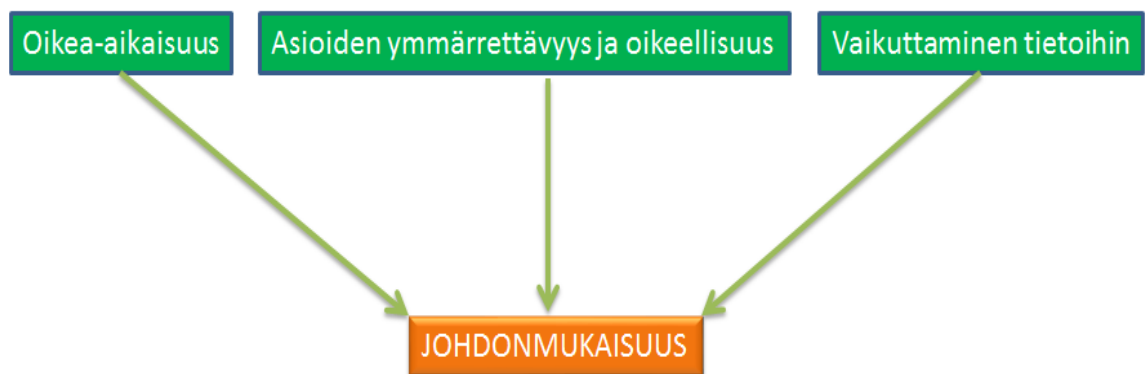 Oikea-aikaisuus
Asioiden ymmärrettävyys ja oikeellisuus
Vaikuttaminen tietoihin
JOHDONMUKAISUUS